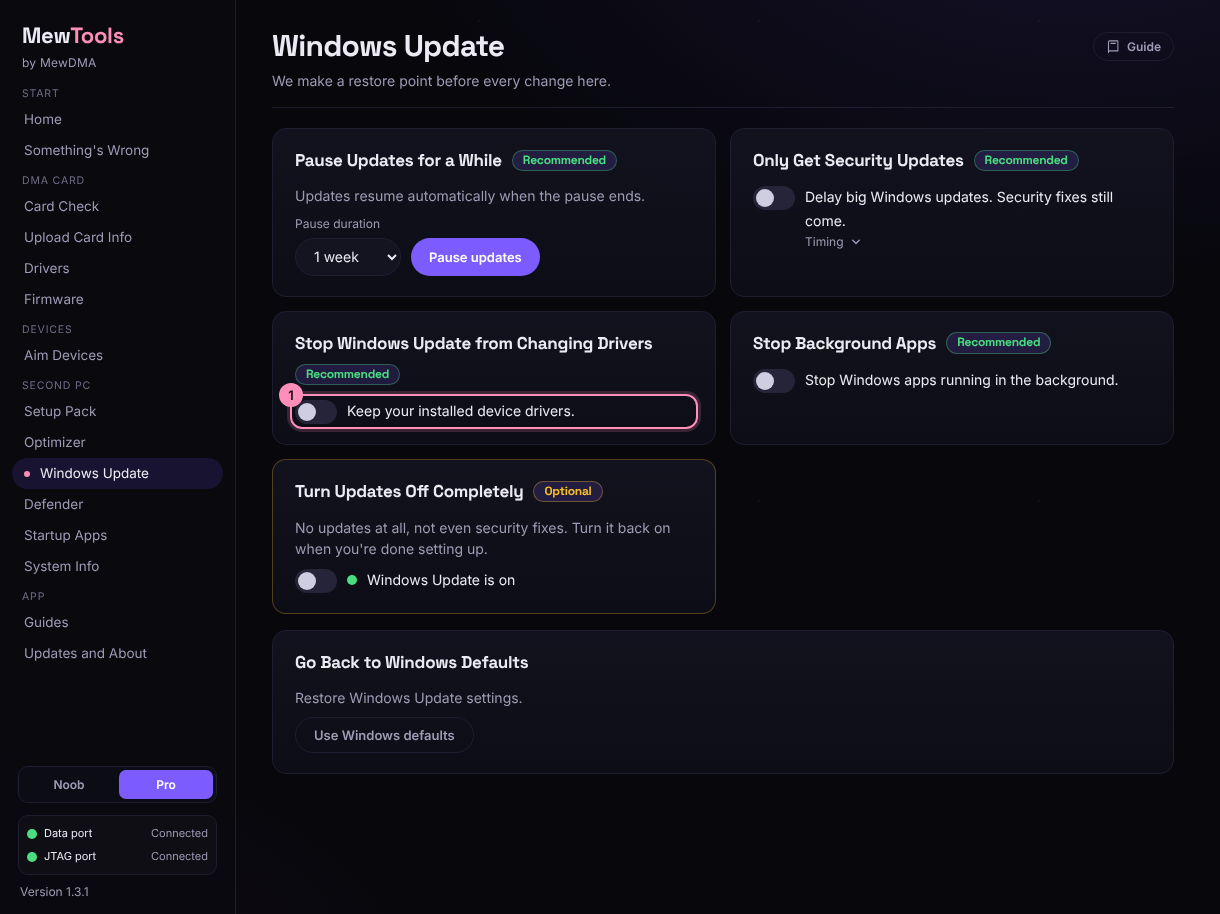 MewTools
by MewDMA
START
Home
Something's Wrong
DMA CARD
Card Check
Upload Card Info
Drivers
Firmware
DEVICES
Aim Devices
SECOND PC
Setup Pack
Optimizer
Windows Update
Defender
Startup Apps
System Info
APP
Guides
Updates and About
Noob Pro
Data port Connected
JTAG port Connected
Version 1.3.1
Windows Update
Guide
We make a restore point before every change here.
Pause Updates for a While Recommended
Updates resume automatically when the pause ends.
Pause duration
1 week Pause updates
Only Get Security Updates Recommended
Delay big Windows updates. Security fixes still
come.
Timing
Stop Windows Update from Changing Drivers
Recommended
1
Keep your installed device drivers.
Stop Background Apps Recommended
Stop Windows apps running in the background.
Turn Updates Off Completely Optional
No updates at all, not even security fixes. Turn it back on
when you're done setting up.
Windows Update is on
Go Back to Windows Defaults
Restore Windows Update settings.
Use Windows defaults